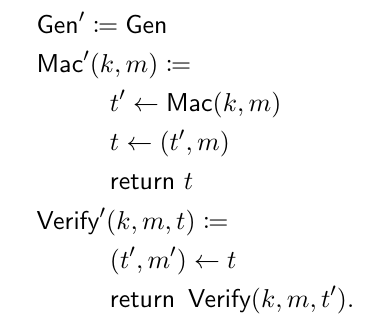 Gen′ := Gen
Mac′(k, m) :=
t′ ← Mac(k, m)
t ← (t′, m)
return t
Verify′(k, m, t) :=
(t′, m′) ← t
return Verify(k, m, t′).